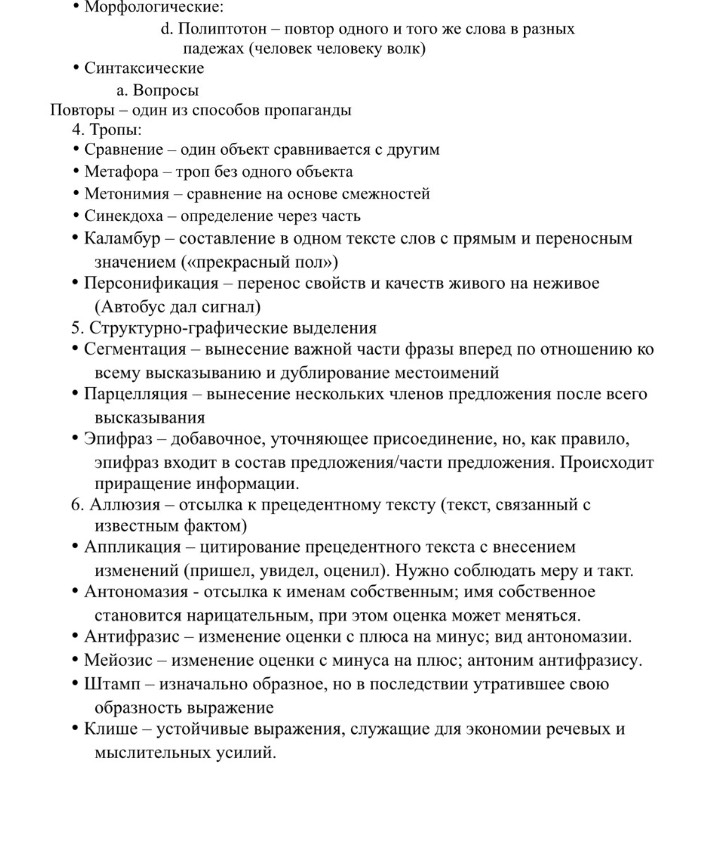 • Морфологические:
d. Полиптотон – повтор одного и того же слова в разных
падежах (человек человеку волк)
• Синтаксические
a. Вопросы
Повторы – один из способов пропаганды
4. Тропы:
• Сравнение – один объект сравнивается с другим
• Метафора – троп без одного объекта
• Метонимия – сравнение на основе смежностей
• Синекдоха – определение через часть
• Каламбур – составление в одном тексте слов с прямым и переносным
значением («прекрасный пол»)
• Персонификация – перенос свойств и качеств живого на неживое
(Автобус дал сигнал)
5. Структурно-графические выделения
• Сегментация – вынесение важной части фразы вперед по отношению ко
всему высказыванию и дублирование местоимений
• Парцелляция – вынесение нескольких членов предложения после всего
высказывания
• Эпифраз – добавочное, уточняющее присоединение, но, как правило,
эпифраз входит в состав предложения/части предложения. Происходит
приращение информации.
6. Аллюзия – отсылка к прецедентному тексту (текст, связанный с
известным фактом)
• Аппликация – цитирование прецедентного текста с внесением
изменений (пришел, увидел, оценил). Нужно соблюдать меру и такт.
• Антономазия - отсылка к именам собственным; имя собственное
становится нарицательным, при этом оценка может меняться.
• Антифразис – изменение оценки с плюса на минус; вид антономазии.
• Мейозис – изменение оценки с минуса на плюс; антоним антифразису.
• Штамп – изначально образное, но в последствии утратившее свою
образность выражение
• Клише – устойчивые выражения, служащие для экономии речевых и
мыслительных усилий.